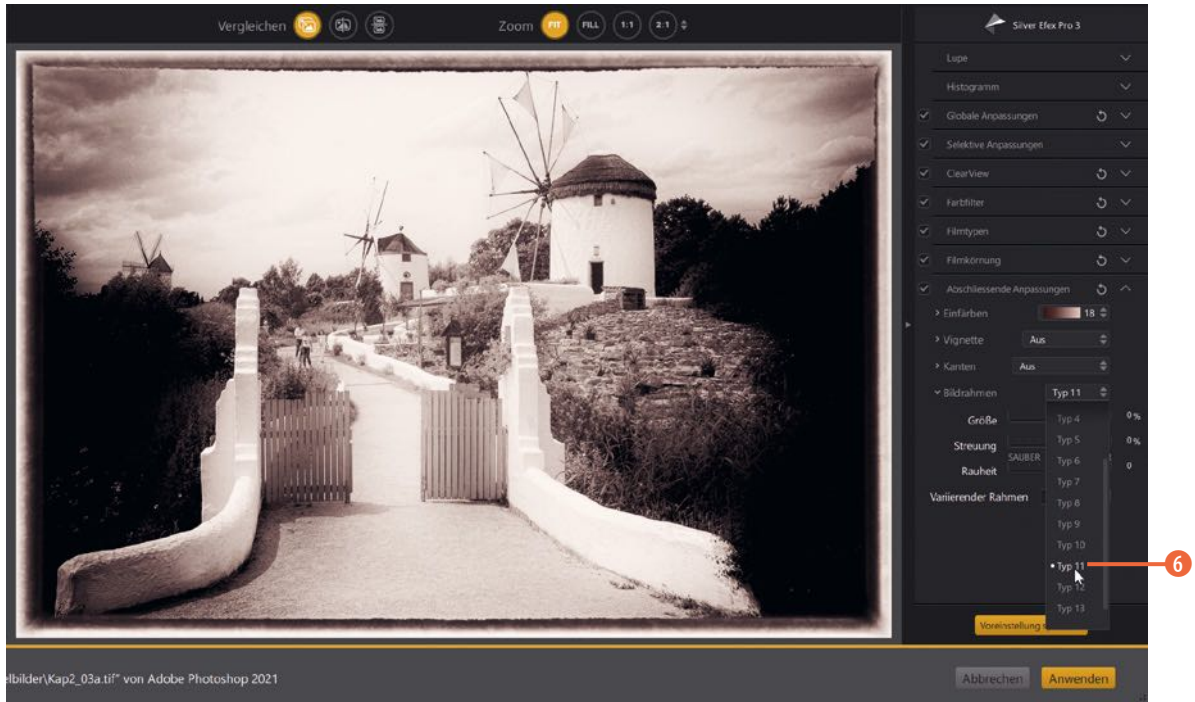 Vergleichen
Zoom FIT FILL 1:1 2:1
Silver Efex Pro 3
Lupe
Histogramm
Globale Anpassungen
Selektive Anpassungen
ClearView
Farbfilter
Filmtypen
Filmkörnung
Abschliessende Anpassungen
Einfärben 18
Vignette Aus
Kanten Aus
Bildrahmen Typ 11
Größe 0 %
Streuung 0 %
SAUBER
Rauheit 0
Variierender Rahmen
Typ 4
Typ 5
Typ 6
Typ 7
Typ 8
Typ 9
Typ 10
Typ 11
Typ 12
Typ 13
6
Voreinstellung
lbilder\Kap2_03a.tif" von Adobe Photoshop 2021
Abbrechen Anwenden